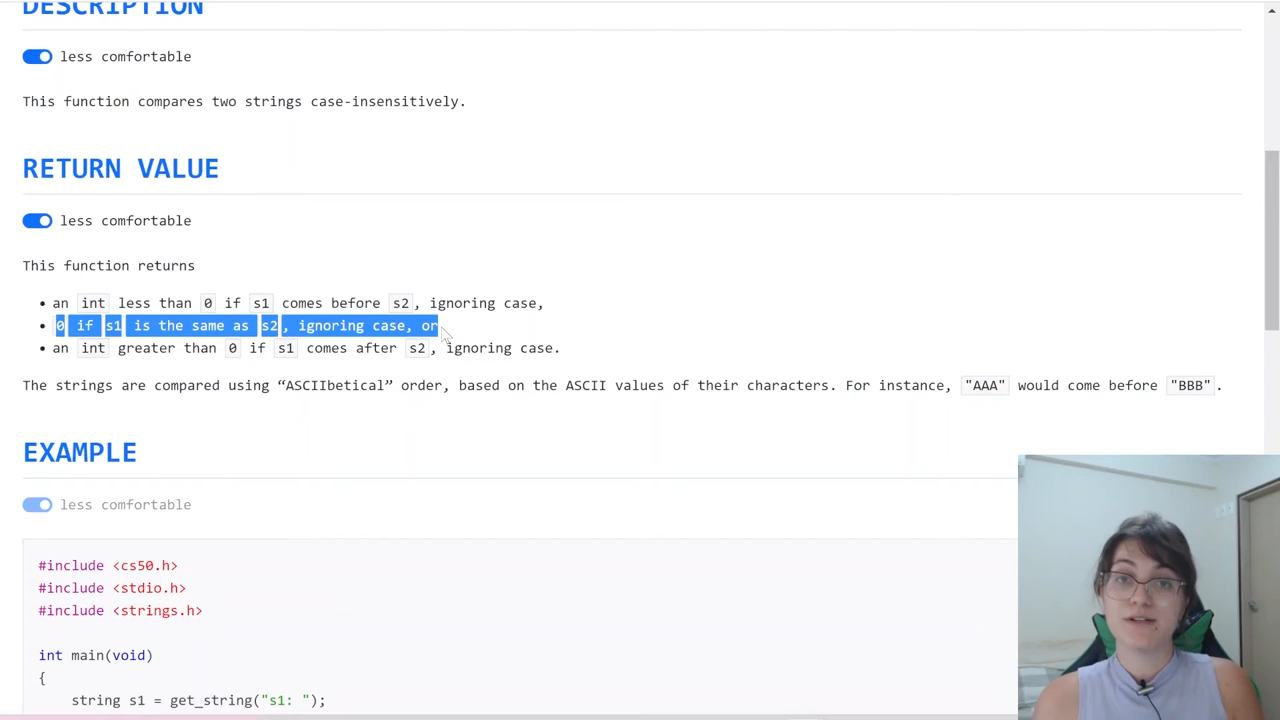 DESCRIPTION
less comfortable
This function compares two strings case-insensitively.
RETURN VALUE
less comfortable
This function returns
• an int less than 0 if s1 comes before s2, ignoring case,
• 0 if s1 is the same as s2, ignoring case, or
• an int greater than 0 if s1 comes after s2, ignoring case.
The strings are compared using “ASCIIbetical” order, based on the ASCII values of their characters. For instance, "AAA" would come before "BBB".
EXAMPLE
less comfortable
#include <cs50.h>
#include <stdio.h>
#include <strings.h>
int main(void)
{
string s1 = get_string("s1: ");